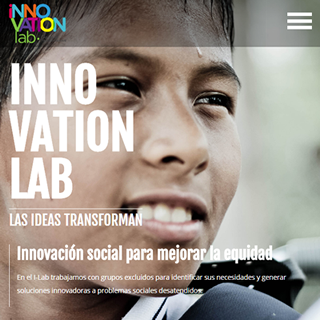 iNNO
VATION
lab.
INNO
VATION
LAB
LAS IDEAS TRANSFORMAN
Innovación social para mejorar la equidad
En el I-Lab trabajamos con grupos excluidos para identificar sus necesidades y generar
soluciones innovadoras a problemas sociales desatendidos.